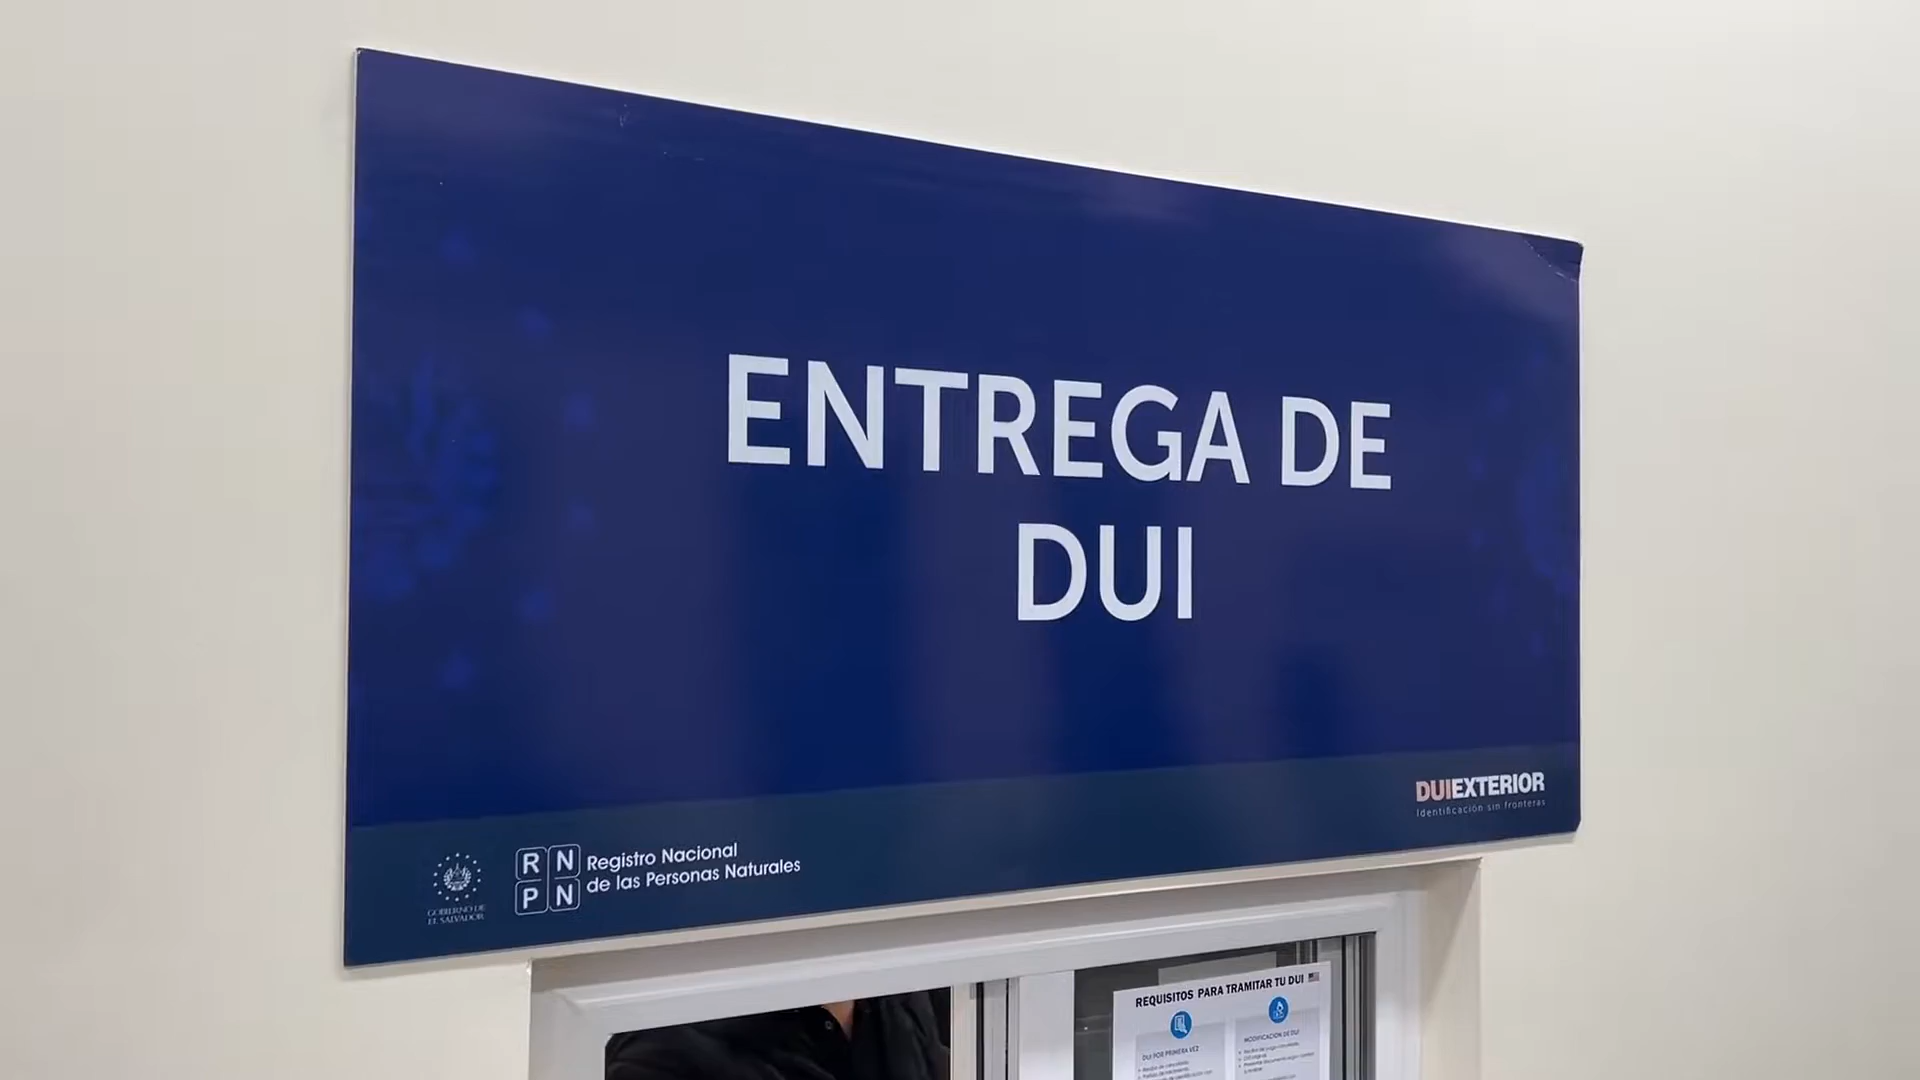 ENTREGA DE
DUI
DUIEXTERIOR
Identificación sin fronteras
GOBIERNO DE
EL SALVADOR
RN
PN
Registro Nacional
de las Personas Naturales
REQUISITOS PARA TRAMITAR TU DUI
DUI POR PRIMERA VEZ
MODIFICACIÓN DE DUI